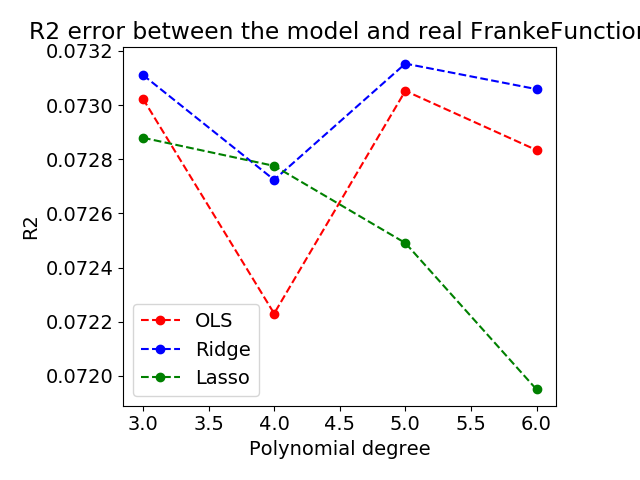 R2 error between the model and real FrankeFunction
0.0732
0.0730
0.0728
0.0726
0.0724
0.0722
0.0720
R2
OLS
Ridge
Lasso
3.0 3.5 4.0 4.5 5.0 5.5 6.0
Polynomial degree